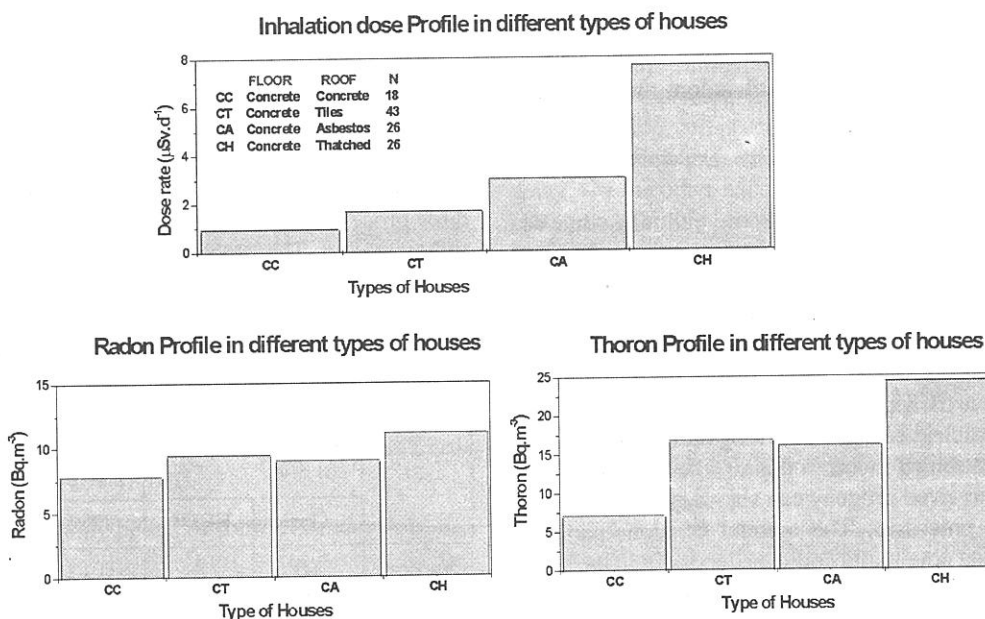 Inhalation dose Profile in different types of houses
8
6
4
2
0
Dose rate (µSv.d⁻¹)
FLOOR ROOF N
CC Concrete Concrete 18
CT Concrete Tiles 43
CA Concrete Asbestos 26
CH Concrete Thatched 26
CC CT CA CH
Types of Houses
Radon Profile in different types of houses
15
10
5
0
Radon (Bq.m⁻³)
CC CT CA CH
Type of Houses
Thoron Profile in different types of houses
25
20
15
10
5
0
Thoron (Bq.m⁻³)
CC CT CA CH
Type of Houses